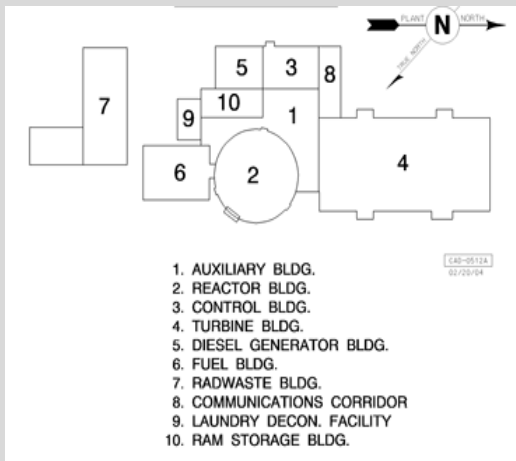 PLANT N NORTH
TRUE NORTH
5 3 8
7 10
9 1
6 2 4
CAD-0512A
02/20/04
1. AUXILIARY BLDG.
2. REACTOR BLDG.
3. CONTROL BLDG.
4. TURBINE BLDG.
5. DIESEL GENERATOR BLDG.
6. FUEL BLDG.
7. RADWASTE BLDG.
8. COMMUNICATIONS CORRIDOR
9. LAUNDRY DECON. FACILITY
10. RAM STORAGE BLDG.